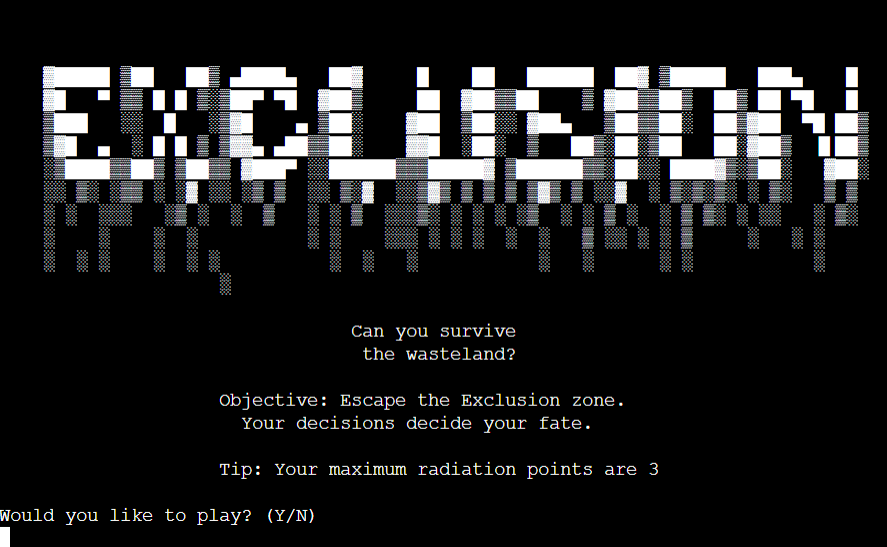 EXCLUSION
Can you survive
the wasteland?
Objective: Escape the Exclusion zone.
Your decisions decide your fate.
Tip: Your maximum radiation points are 3
Would you like to play? (Y/N)